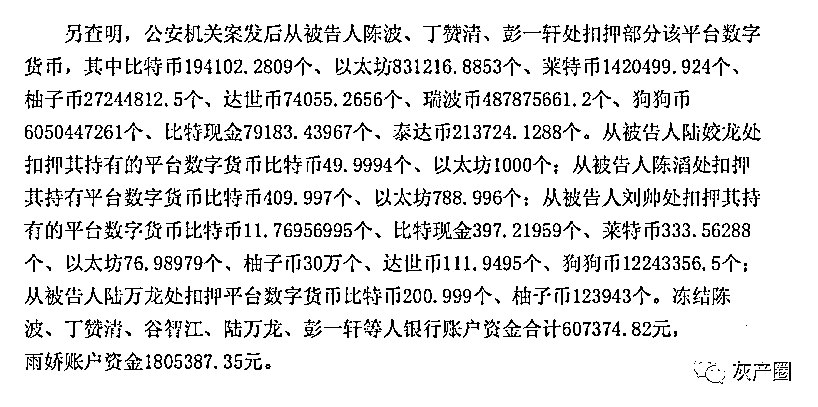 另查明，公安机关案发后从被告人陈波、丁赞清、彭一轩处扣押部分该平台数字
货币，其中比特币194102.2809个、以太坊831216.8853个、莱特币1420499.924个、
柚子币27244812.5个、达世币74055.2656个、瑞波币487875661.2个、狗狗币
6050447261个、比特现金79183.43967个、泰达币213724.1288个。从被告人陆姣龙处
扣押其持有的平台数字货币比特币49.9994个、以太坊1000个；从被告人陈滔处扣押
其持有平台数字货币比特币409.997个、以太坊788.996个；从被告人刘帅处扣押其持
有的平台数字货币比特币11.76956995个、比特现金397.21959个、莱特币333.56288
个、以太坊76.98979个、柚子币30万个、达世币111.9495个、狗狗币12243356.5个；
从被告人陆万龙处扣押平台数字货币比特币200.999个、柚子币123943个。冻结陈
波、丁赞清、谷智江、陆万龙、彭一轩等人银行账户资金合计607374.82元，
雨娇账户资金1805387.35元。
灰产圈